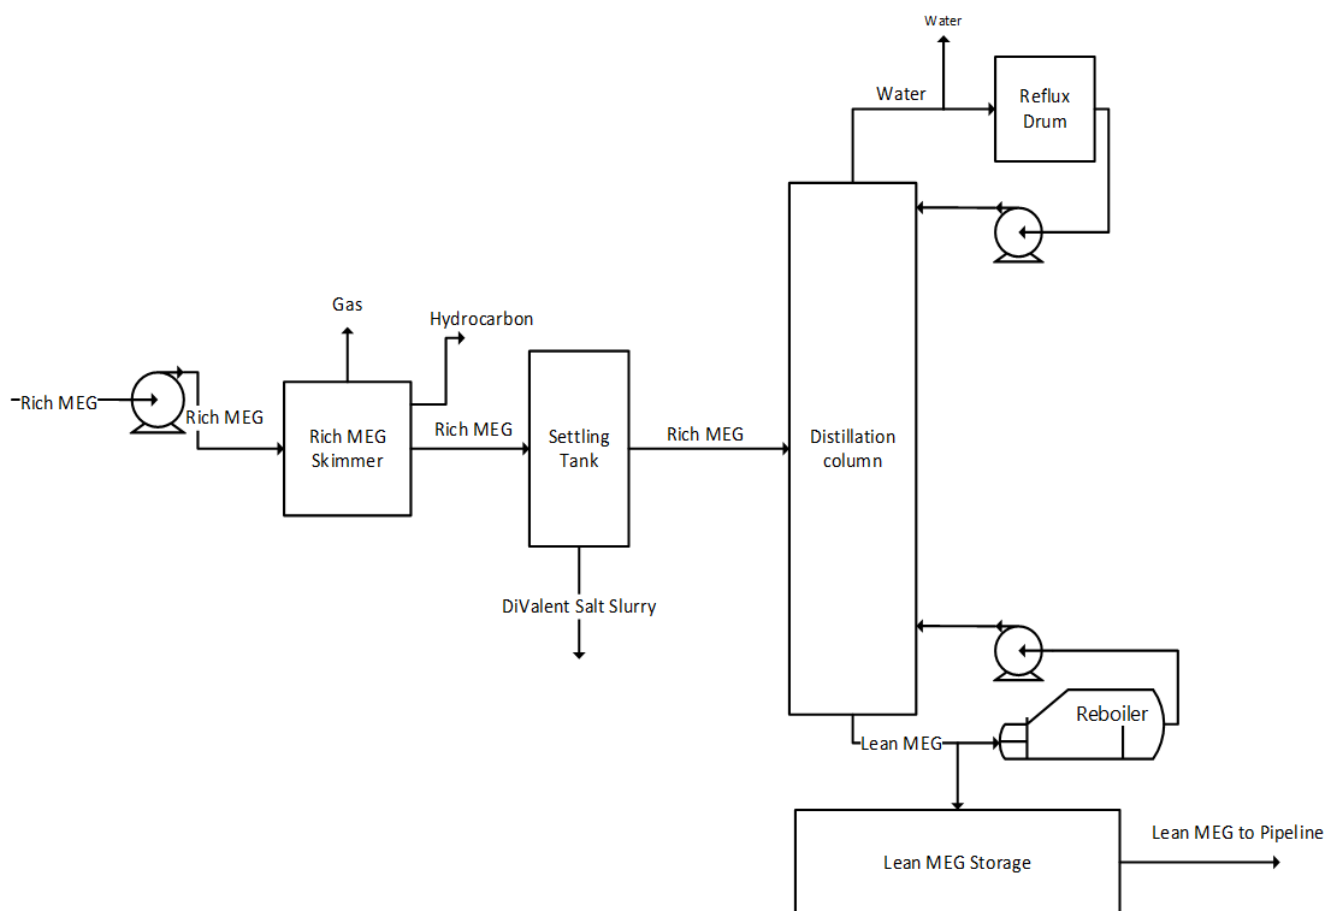 Water
Water
Reflux
Drum
Gas
Hydrocarbon
Rich MEG
Rich MEG
Rich MEG
Skimmer
Rich MEG
Settling
Tank
Rich MEG
Distillation
column
DiValent Salt Slurry
Reboiler
Lean MEG
Lean MEG Storage
Lean MEG to Pipeline